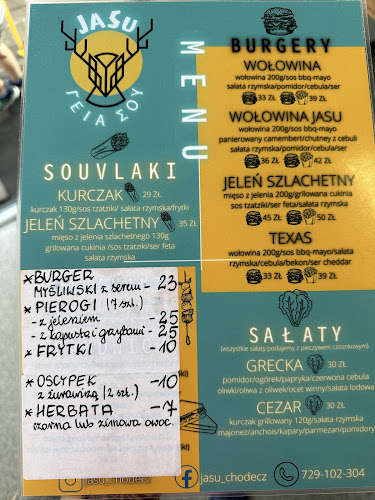 JASU
ΓΕΙΑ ΣΟΥ
MENU
SOUVLAKI
KURCZAK 29 ZŁ
kurczak 130g/sos tzatziki/ sałata rzymska/frytki
JELEŃ SZLACHETNY 35 ZŁ
mięso z jelenia szlachetnego 130g
grillowana cukinia /sos tzatziki/ser feta
sałata rzymska
* BURGER
MYŚLIWSKI z serem - 23
* PIEROGI (7 szt.)
- z jeleniem - 25
- z kapustą i grzybami - 25
* FRYTKI - 10
* OSCYPEK - 10
z żurawiną (2 szt.)
* HERBATA - 7
czarna lub zimowa owoc.
jasu_chodecz
BURGERY
WOŁOWINA
wołowina 200g/sos bbq-mayo
sałata rzymska/pomidor/cebula/ser
33 ZŁ 39 ZŁ
WOŁOWINA JASU
wołowina 200g/sos bbq-mayo
panierowany camembert/chutney z cebuli
sałata rzymska/pomidor/cebula/ser
36 ZŁ 42 ZŁ
JELEŃ SZLACHETNY
mięso z jelenia 200g/grilowana cukinia
sos tzatziki/ser feta/sałata rzymska
45 ZŁ 50 ZŁ
TEXAS
wołowina 200g/sos bbq-mayo/sałata
rzymska/cebula/bekon/ser cheddar
33 ZŁ 39 ZŁ
SAŁATY
(wszystkie sałaty podajemy z pieczywem czosnkowym)
GRECKA 30 ZŁ
pomidor/ogórek/papryka/czerwona cebula
oliwki/oliwa z oliwek/ocet winny/sałata lodowa
CEZAR 30 ZŁ
kurczak grillowany 120g/sałata rzymska
majonez/anchois/kapary/parmezan/pomidory
jasu_chodecz 729-102-304